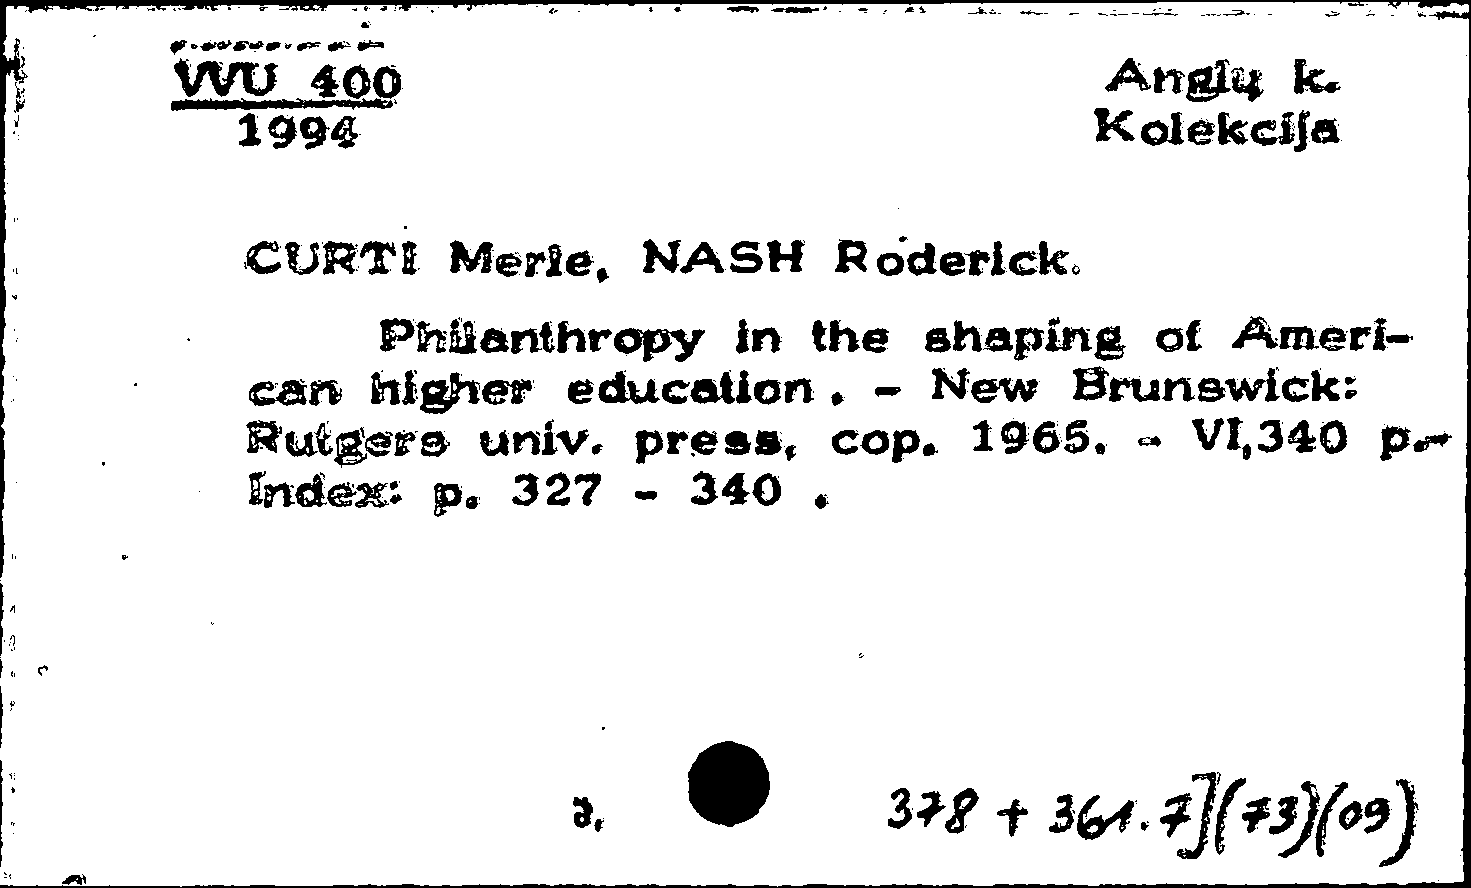 VVU 400
1994
Anglų k.
Kolekcija
CURTI Merle, NASH Roderick.
Philanthropy in the shaping of Ameri-
can higher education. - New Brunswick:
Rutgers univ. press, cop. 1965. - VI,340 p.-
Index: p. 327 - 340 .
378 + 361.7](73)(09)